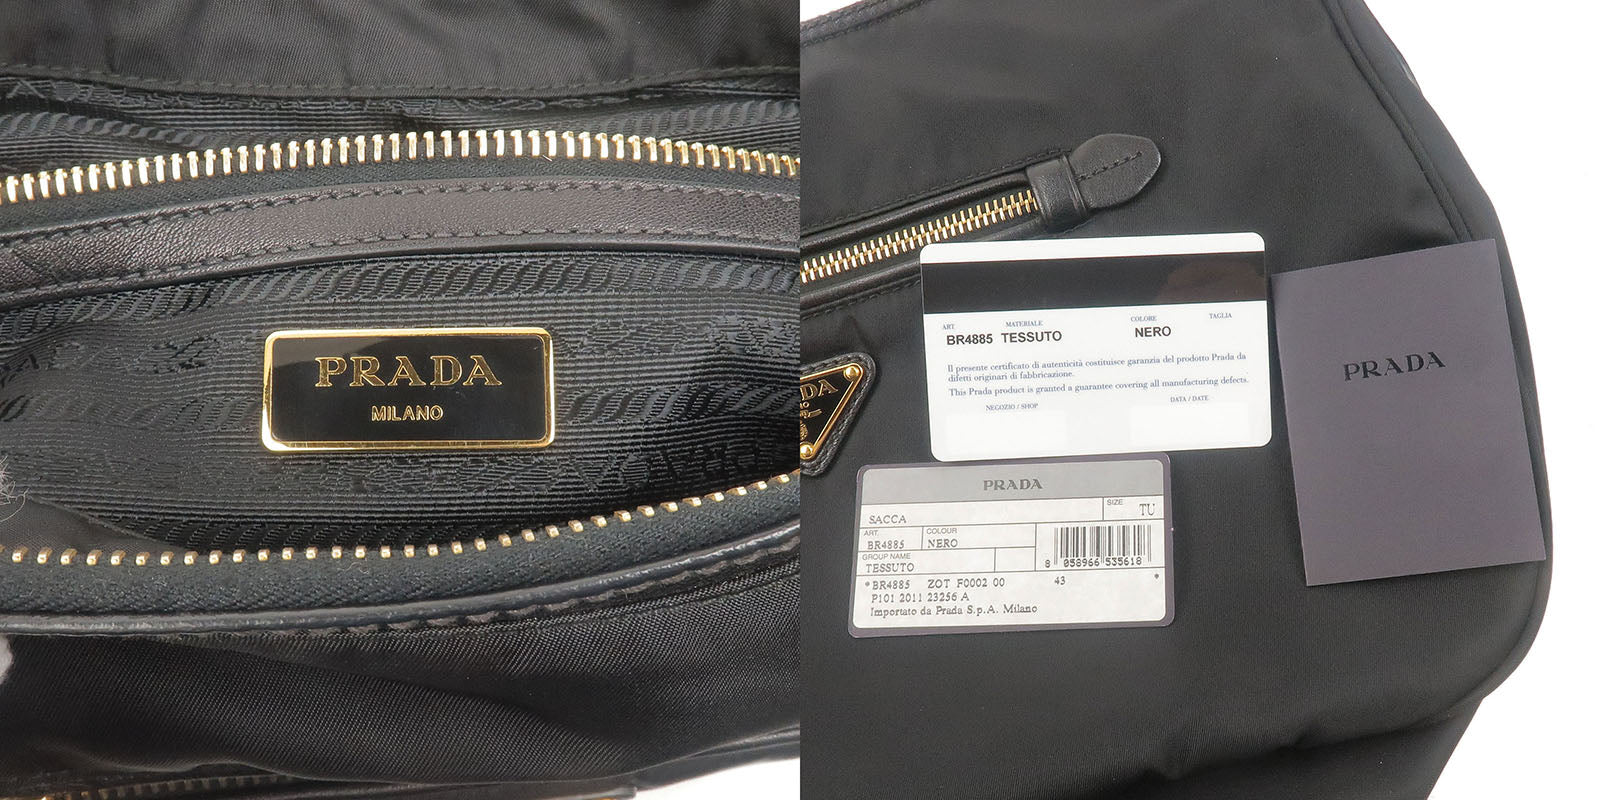 PRADA
MILANO
ART
MATERIALE
COLORE
TAGLIA
BR4885 TESSUTO
NERO
Il presente certificato di autenticità costituisce garanzia del prodotto Prada da
difetti originari di fabbricazione.
This Prada product is granted a guarantee covering all manufacturing defects.
NEGOZIO / SHOP
DATA / DATE
PRADA
PRADA
SACCA
SIZE
TU
ART.
BR4885
COLOUR
NERO
GROUP NAME
TESSUTO
8 058966 535618
*BR4885 ZOT F0002 00 43 *
P101 2011 23256 A
Importato da Prada S.p.A. Milano